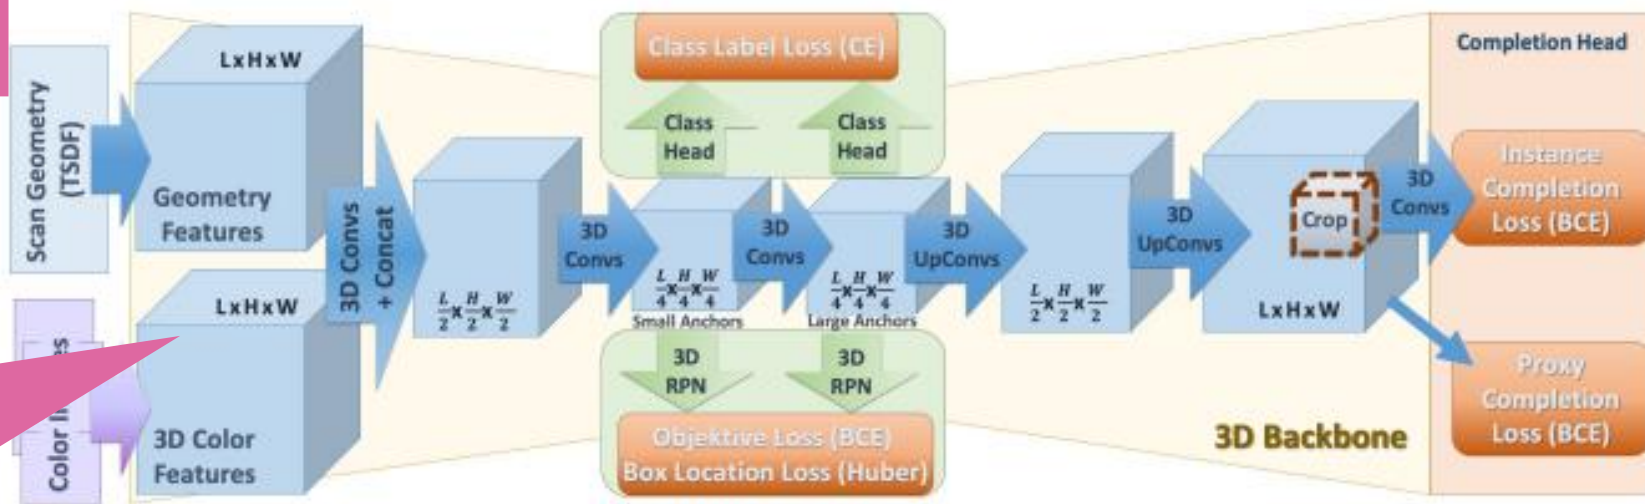 Scan Geometry
(TSDF)
LxHxW
Geometry
Features
Color
LxHxW
3D Color
Features
3D Convs
+ Concat
L/2 x H/2 x W/2
3D
Convs
L/4 x H/4 x W/4
Small Anchors
3D
Convs
L/4 x H/4 x W/4
Large Anchors
Class Label Loss (CE)
Class
Head
Class
Head
3D
RPN
3D
RPN
Objektive Loss (BCE)
Box Location Loss (Huber)
3D
UpConvs
L/2 x H/2 x W/2
3D
UpConvs
Crop
LxHxW
3D
Convs
3D Backbone
Completion Head
Instance
Completion
Loss (BCE)
Proxy
Completion
Loss (BCE)